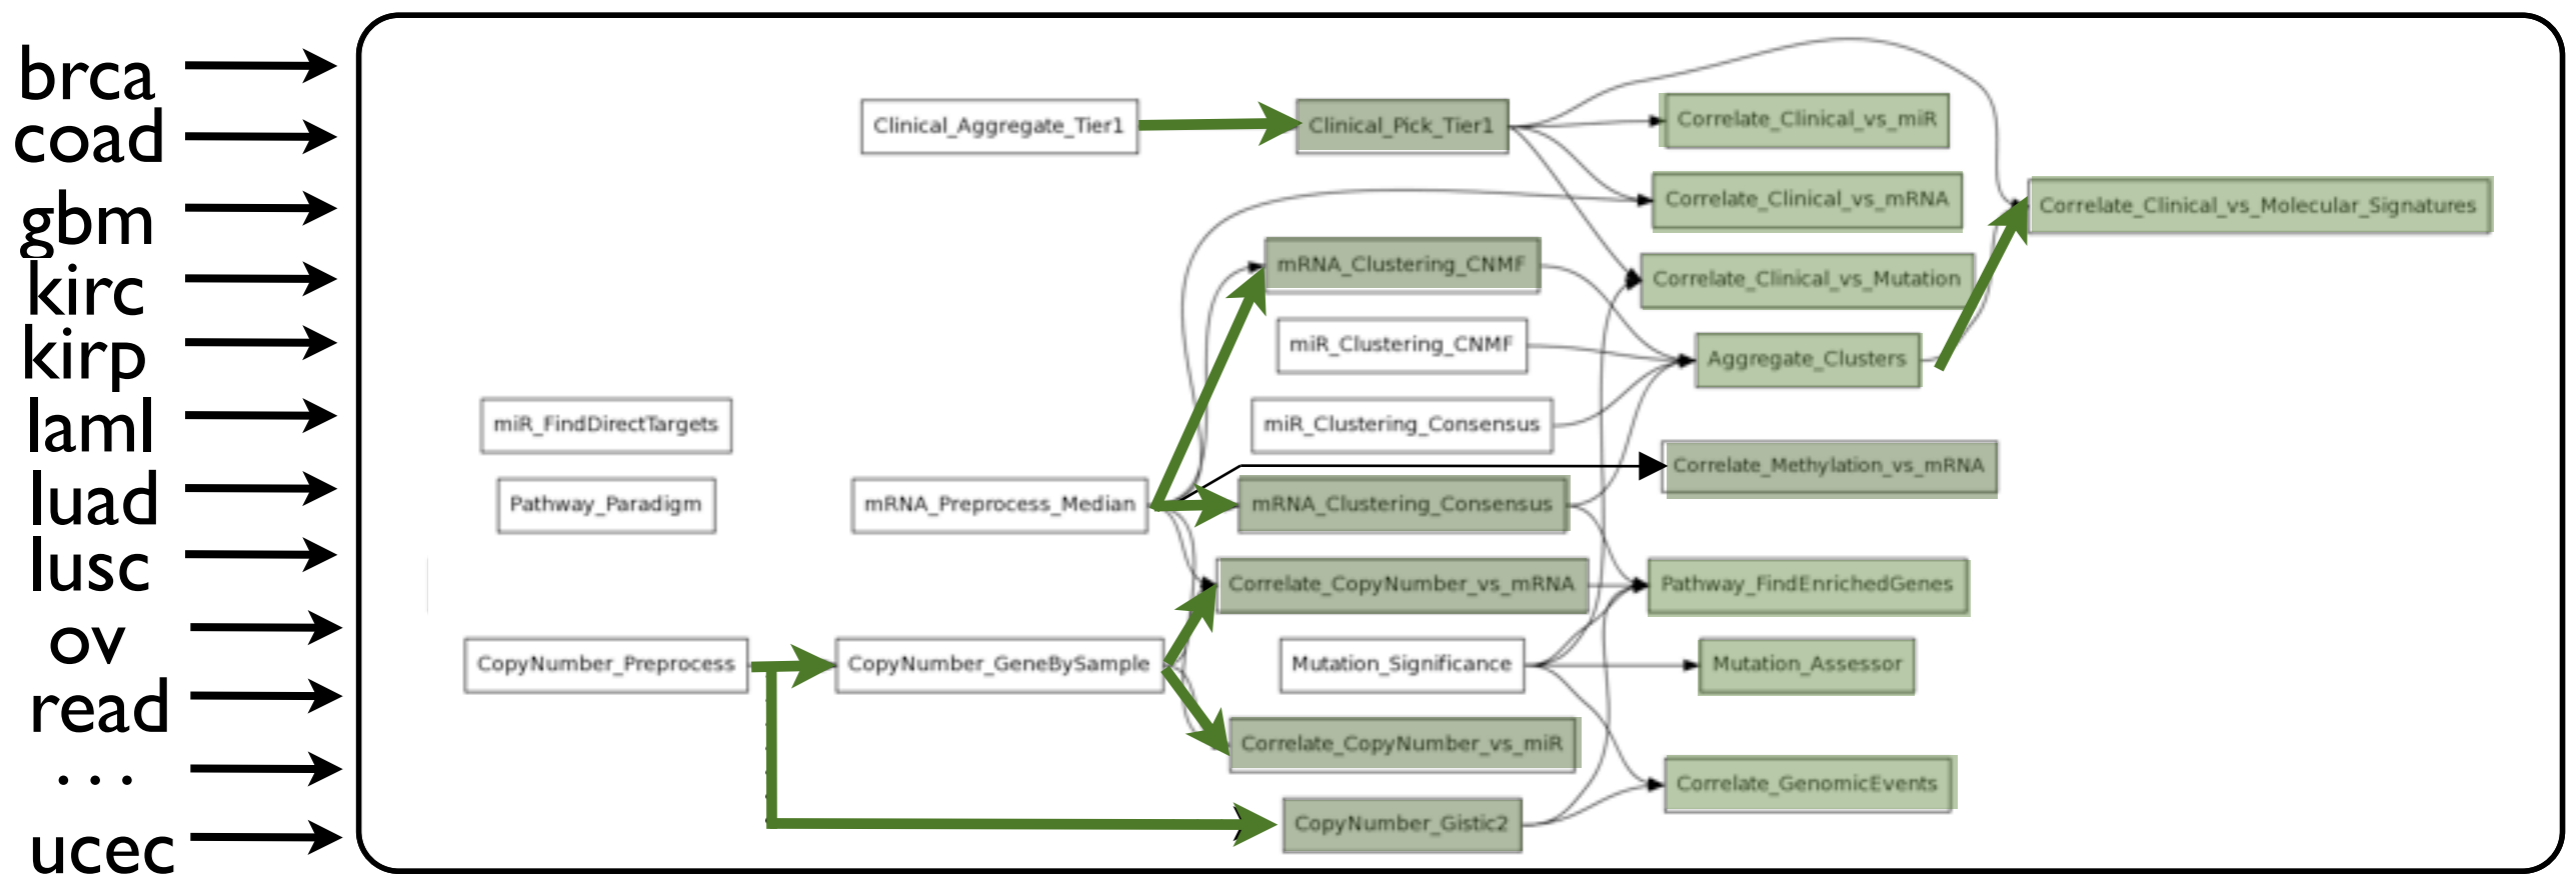 brca
coad
gbm
kirc
kirp
laml
luad
lusc
ov
read
...
ucec
Clinical_Aggregate_Tier1
Clinical_Pick_Tier1
Correlate_Clinical_vs_miR
Correlate_Clinical_vs_mRNA
Correlate_Clinical_vs_Molecular_Signatures
mRNA_Clustering_CNMF
Correlate_Clinical_vs_Mutation
miR_Clustering_CNMF
Aggregate_Clusters
miR_FindDirectTargets
miR_Clustering_Consensus
Correlate_Methylation_vs_mRNA
Pathway_Paradigm
mRNA_Preprocess_Median
mRNA_Clustering_Consensus
Correlate_CopyNumber_vs_mRNA
Pathway_FindEnrichedGenes
CopyNumber_Preprocess
CopyNumber_GeneBySample
Mutation_Significance
Mutation_Assessor
Correlate_CopyNumber_vs_miR
Correlate_GenomicEvents
CopyNumber_Gistic2